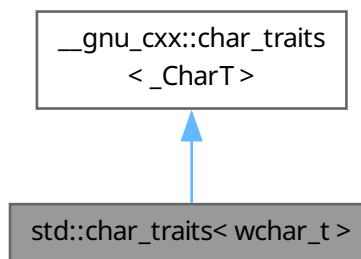 __gnu_cxx::char_traits
< _CharT >
std::char_traits< wchar_t >